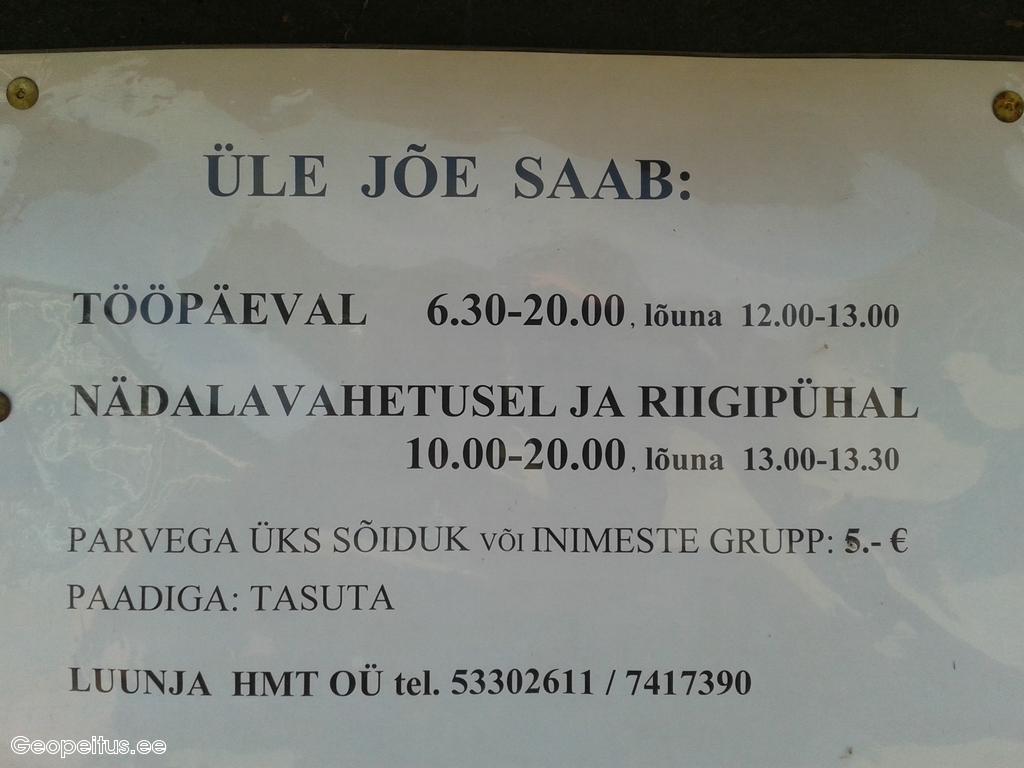 ÜLE JÕE SAAB:
TÖÖPÄEVAL 6.30-20.00, lõuna 12.00-13.00
NÄDALAVAHETUSEL JA RIIGIPÜHAL
10.00-20.00, lõuna 13.00-13.30
PARVEGA ÜKS SÕIDUK VÕI INIMESTE GRUPP: 5.- €
PAADIGA: TASUTA
LUUNJA HMT OÜ tel. 53302611 / 7417390
Geopeitus.ee